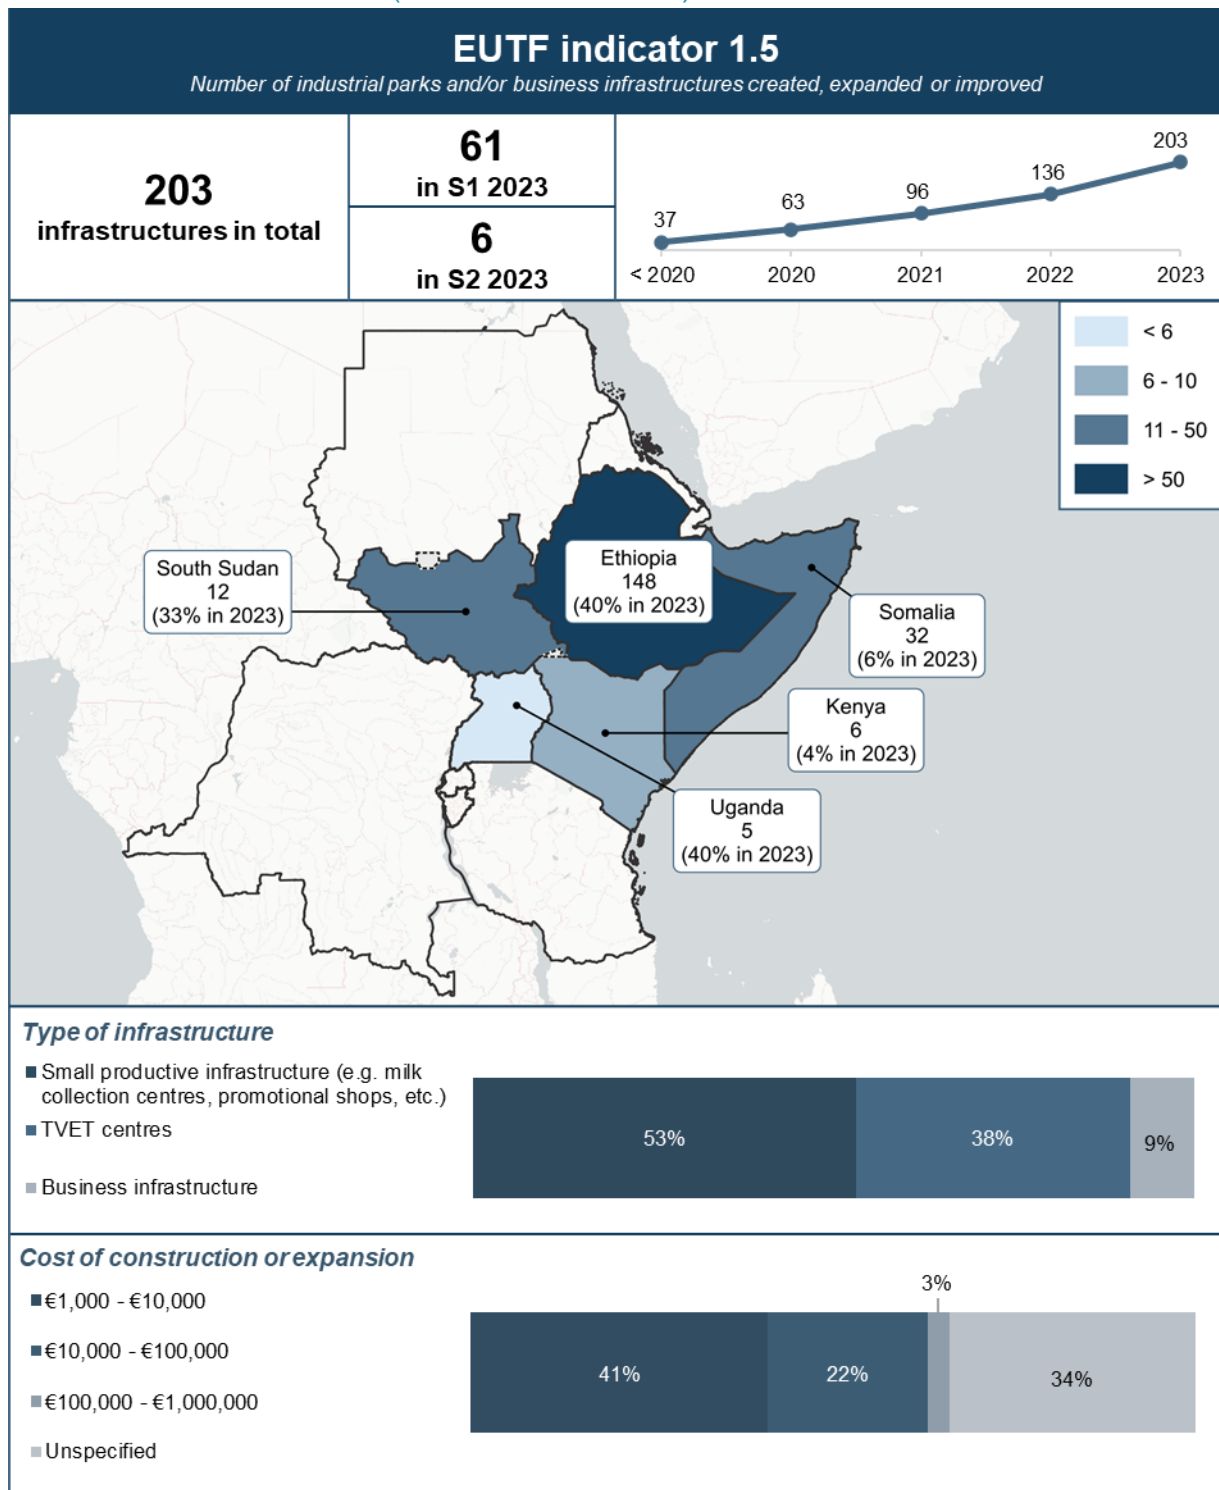 EUTF indicator 1.5
Number of industrial parks and/or business infrastructures created, expanded or improved
203
infrastructures in total
61
in S1 2023
6
in S2 2023
37
63
96
136
203
< 2020
2020
2021
2022
2023
< 6
6 - 10
11 - 50
> 50
South Sudan
12
(33% in 2023)
Ethiopia
148
(40% in 2023)
Somalia
32
(6% in 2023)
Kenya
6
(4% in 2023)
Uganda
5
(40% in 2023)
Type of infrastructure
Small productive infrastructure (e.g. milk
collection centres, promotional shops, etc.)
TVET centres
Business infrastructure
53%
38%
9%
Cost of construction or expansion
€1,000 - €10,000
€10,000 - €100,000
€100,000 - €1,000,000
Unspecified
41%
22%
3%
34%